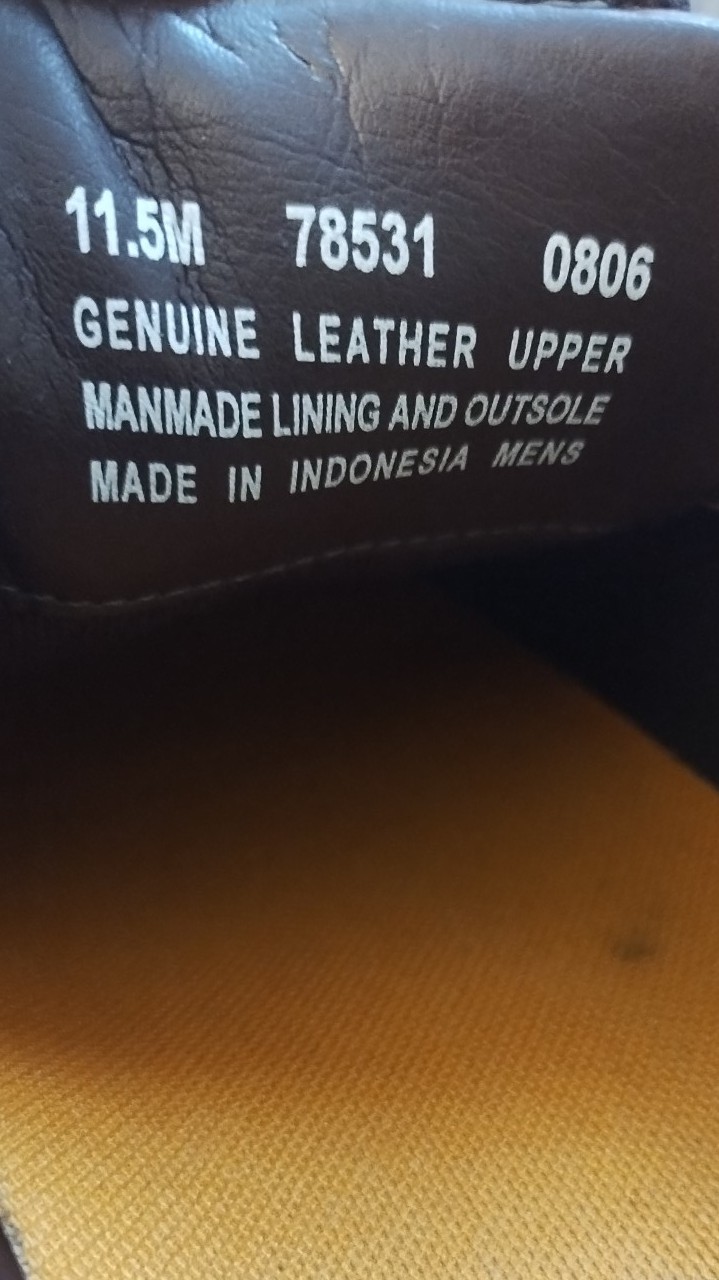 11.5M 78531 0806
GENUINE LEATHER UPPER
MANMADE LINING AND OUTSOLE
MADE IN INDONESIA MENS